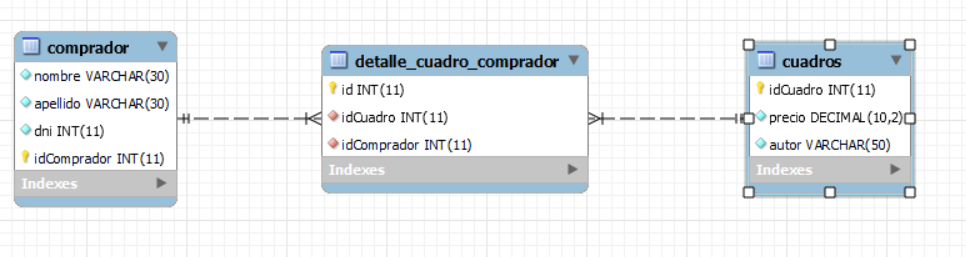 comprador
nombre VARCHAR(30)
apellido VARCHAR(30)
dni INT(11)
idComprador INT(11)
Indexes
detalle_cuadro_comprador
id INT(11)
idCuadro INT(11)
idComprador INT(11)
Indexes
cuadros
idCuadro INT(11)
precio DECIMAL(10,2)
autor VARCHAR(50)
Indexes